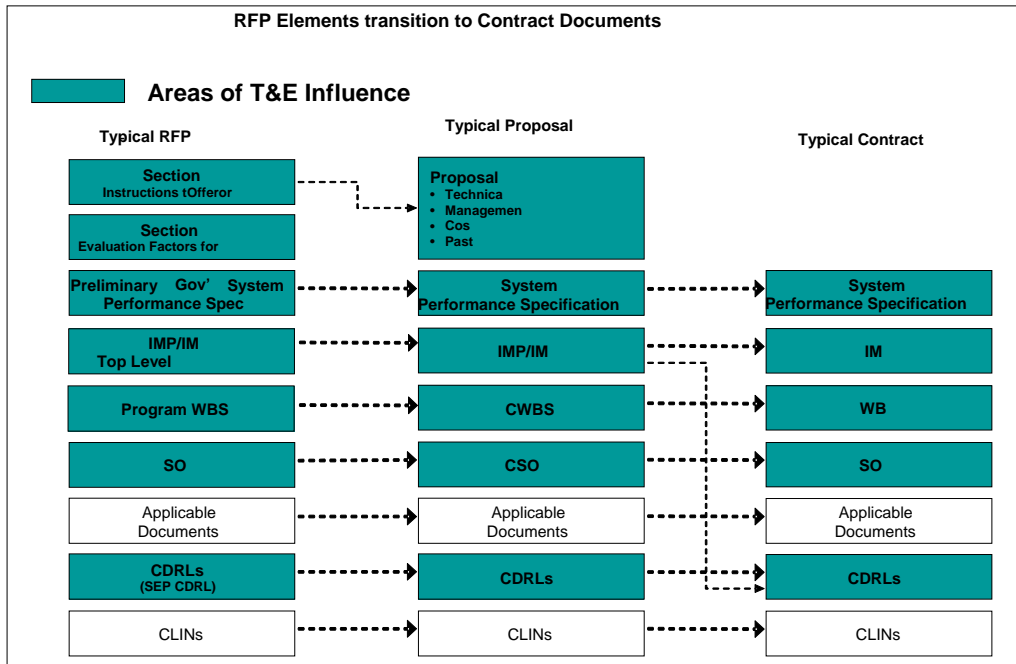 RFP Elements transition to Contract Documents
Areas of T&E Influence
Typical RFP
Typical Proposal
Typical Contract
Section
Instructions tOfferor
Section
Evaluation Factors for
Proposal
• Technica
• Managemen
• Cos
• Past
Preliminary Gov' System
Performance Spec
System
Performance Specification
System
Performance Specification
IMP/IM
Top Level
IMP/IM
IM
Program WBS
CWBS
WB
SO
CSO
SO
Applicable
Documents
Applicable
Documents
Applicable
Documents
CDRLs
(SEP CDRL)
CDRLs
CDRLs
CLINs
CLINs
CLINs